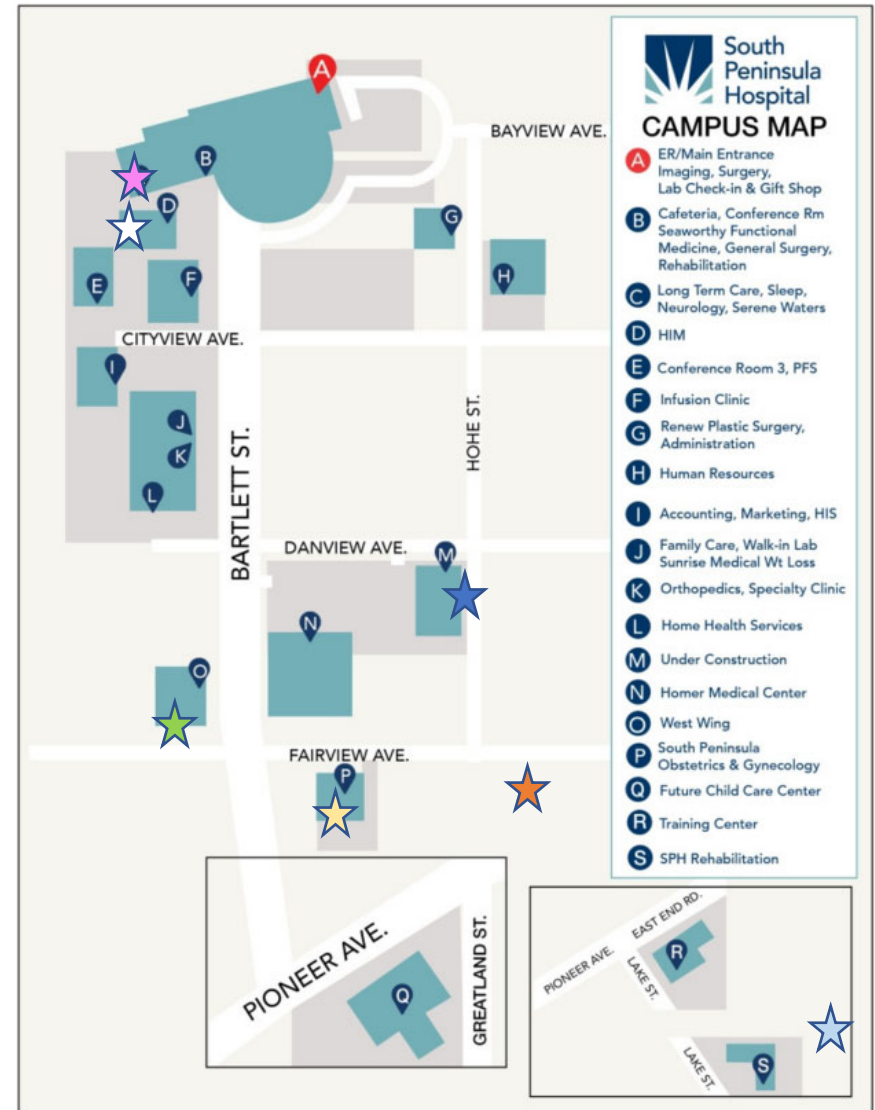 A
BAYVIEW AVE.
B
D
G
E
F
H
CITYVIEW AVE.
I
J
K
L
BARTLETT ST.
HOHE ST.
DANVIEW AVE.
M
N
O
FAIRVIEW AVE.
P
PIONEER AVE.
GREATLAND ST.
Q
PIONEER AVE.
EAST END RD.
LAKE ST.
R
LAKE ST.
S
South
Peninsula
Hospital
CAMPUS MAP
A ER/Main Entrance
Imaging, Surgery,
Lab Check-in & Gift Shop
B Cafeteria, Conference Rm
Seaworthy Functional
Medicine, General Surgery,
Rehabilitation
C Long Term Care, Sleep,
Neurology, Serene Waters
D HIM
E Conference Room 3, PFS
F Infusion Clinic
G Renew Plastic Surgery,
Administration
H Human Resources
I Accounting, Marketing, HIS
J Family Care, Walk-in Lab
Sunrise Medical Wt Loss
K Orthopedics, Specialty Clinic
L Home Health Services
M Under Construction
N Homer Medical Center
O West Wing
P South Peninsula
Obstetrics & Gynecology
Q Future Child Care Center
R Training Center
S SPH Rehabilitation